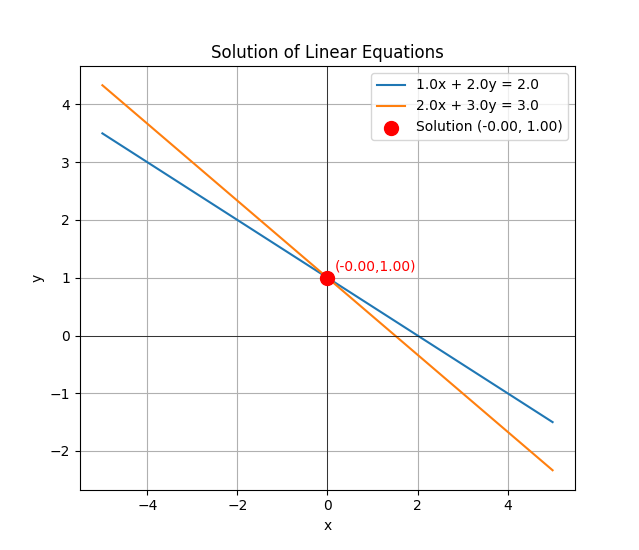 Solution of Linear Equations
1.0x + 2.0y = 2.0
2.0x + 3.0y = 3.0
Solution (-0.00, 1.00)
(-0.00,1.00)
y
4
3
2
1
0
−1
−2
−4
−2
0
2
4
x